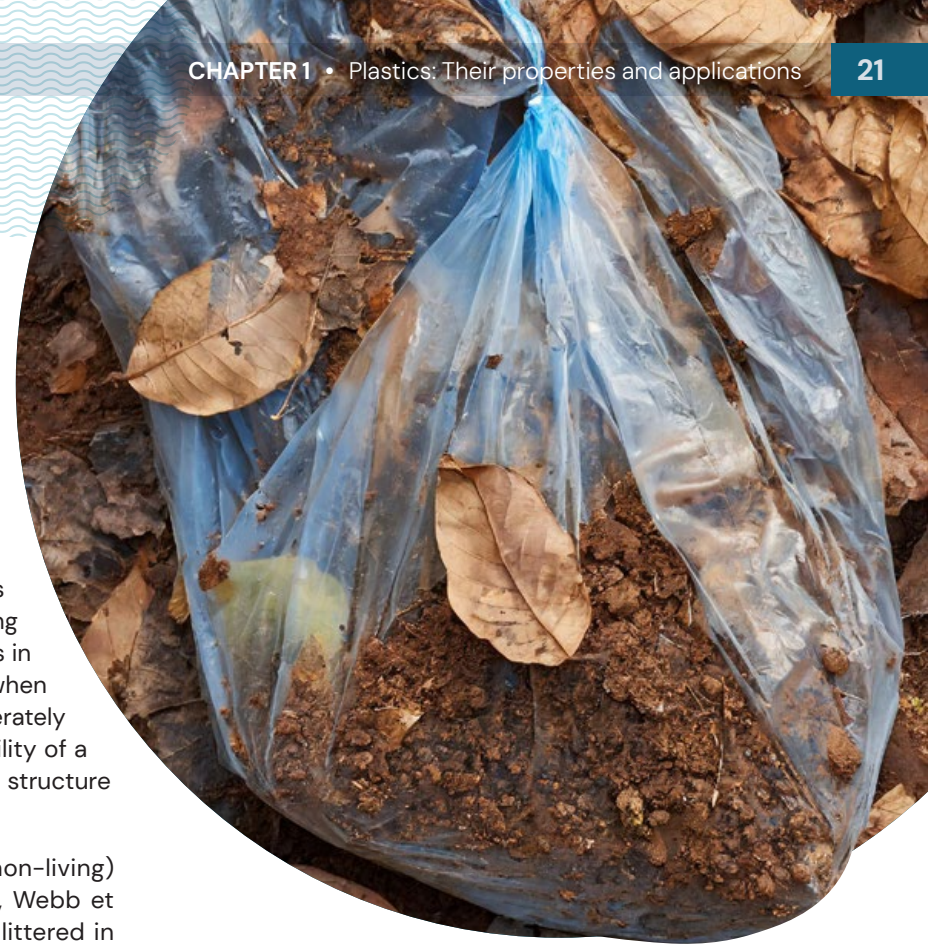 CHAPTER 1 • Plastics: Their properties and applications 21
s
ng
s in
when
erately
ility of a
structure
non-living)
, Webb et
littered in